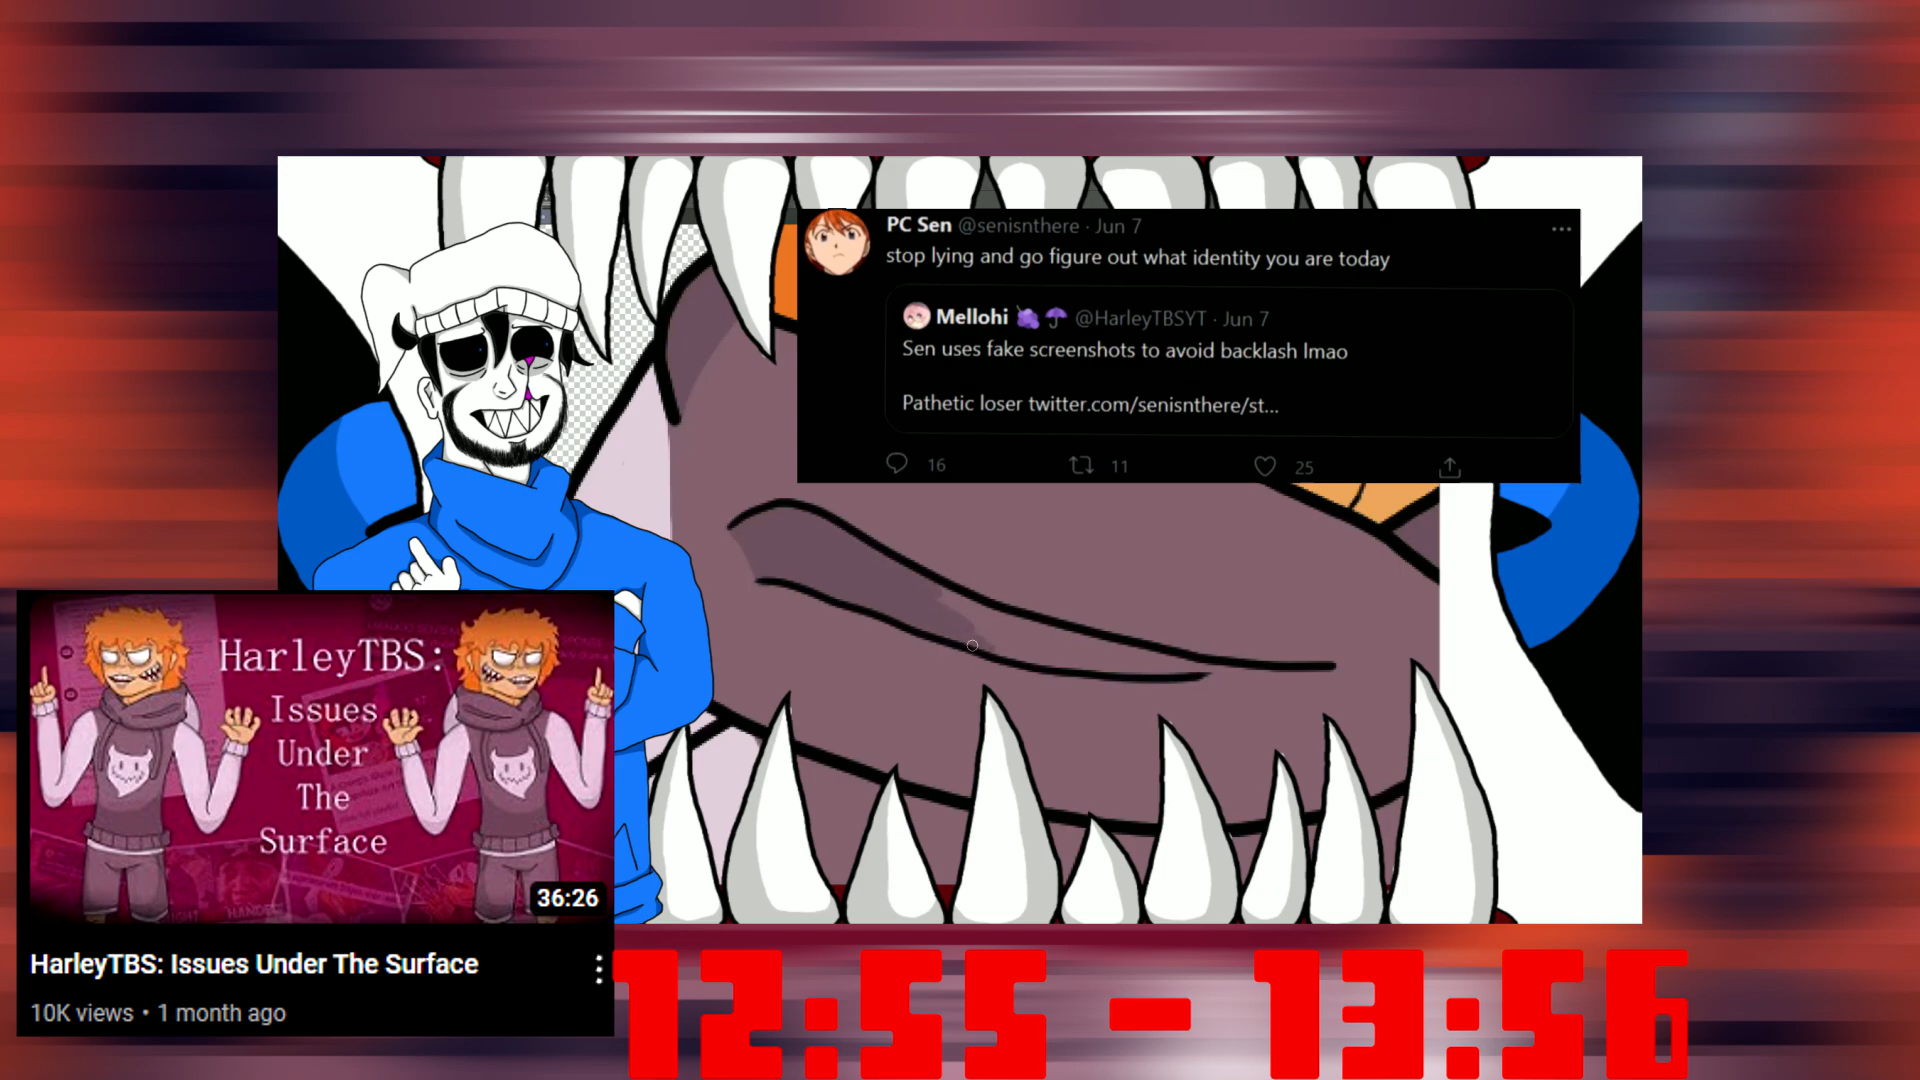 PC Sen @senisnthere · Jun 7
stop lying and go figure out what identity you are today
Mellohi 🍇☂ @HarleyTBSYT · Jun 7
Sen uses fake screenshots to avoid backlash lmao
Pathetic loser twitter.com/senisnthere/st...
16 11 25
HarleyTBS:
Issues
Under
The
Surface
36:26
HarleyTBS: Issues Under The Surface
10K views • 1 month ago
12:55 - 13:56